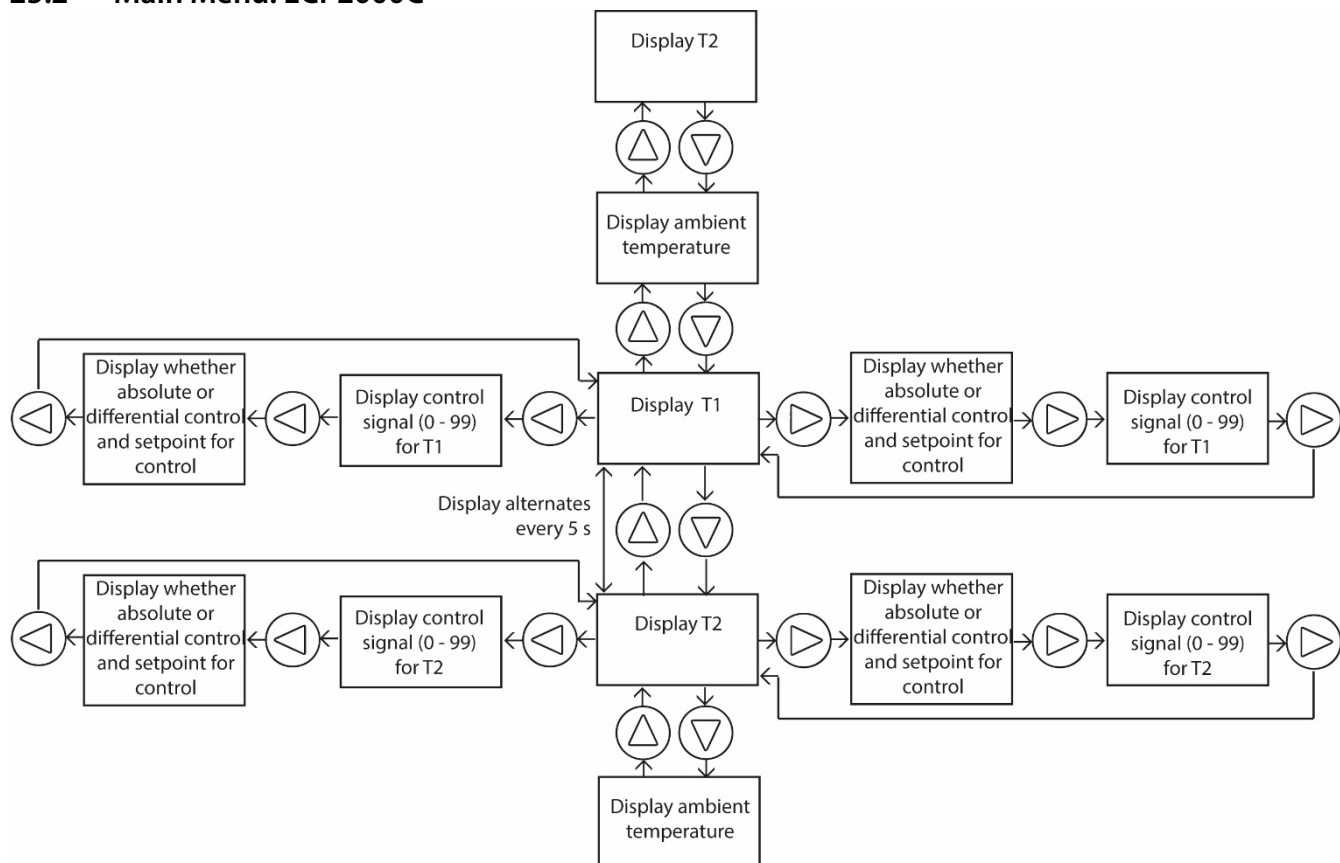 Main Menu:
Display T2
Display ambient
temperature
Display whether
absolute or
differential control
and setpoint for
control
Display control
signal (0 - 99)
for T1
Display T1
Display whether
absolute or
differential control
and setpoint for
control
Display control
signal (0 - 99)
for T1
Display alternates
every 5 s
Display whether
absolute or
differential control
and setpoint for
control
Display control
signal (0 - 99)
for T2
Display T2
Display whether
absolute or
differential control
and setpoint for
control
Display control
signal (0 - 99)
for T2
Display ambient
temperature